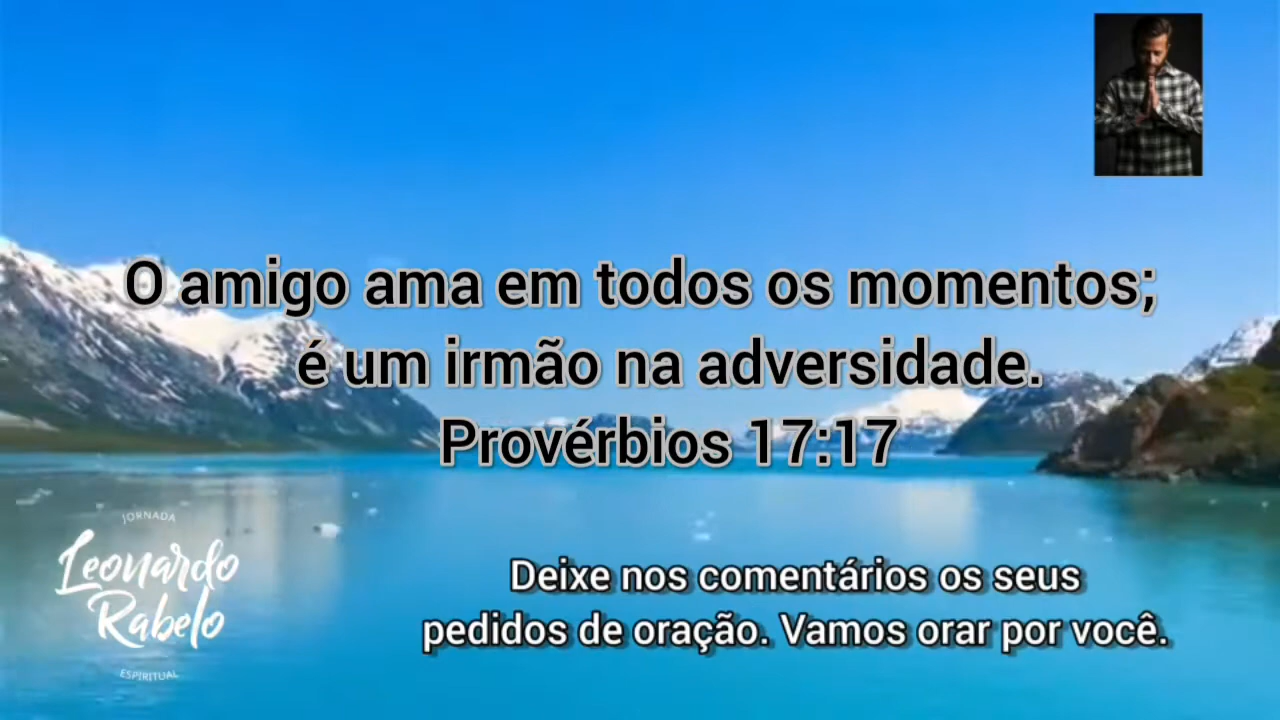 O amigo ama em todos os momentos;
é um irmão na adversidade.
Provérbios 17:17
JORNADA
Leonardo
Rabelo
ESPIRITUAL
Deixe nos comentários os seus
pedidos de oração. Vamos orar por você.